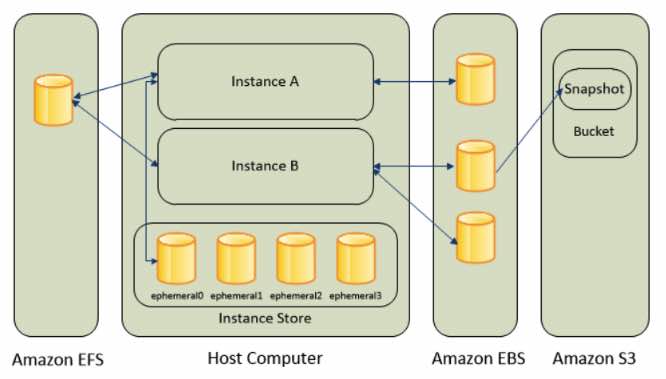 Instance A
Instance B
Snapshot
Bucket
ephemeral0 ephemeral1 ephemeral2 ephemeral3
Instance Store
Amazon EFS Host Computer Amazon EBS Amazon S3